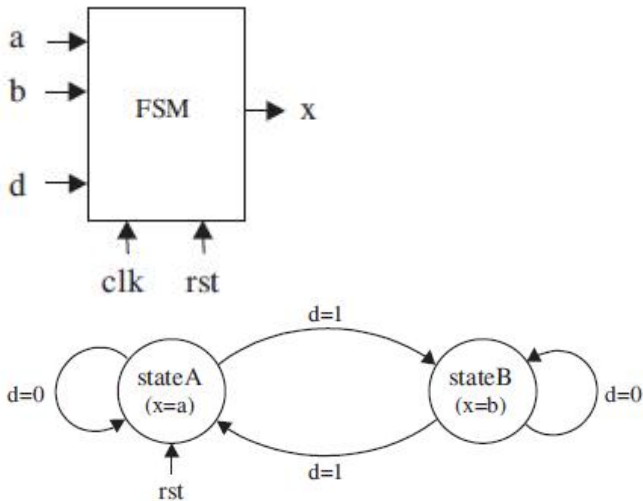 a
b
FSM
x
d
clk rst
d=1
d=0
stateA
(x=a)
stateB
(x=b)
d=0
d=1
rst